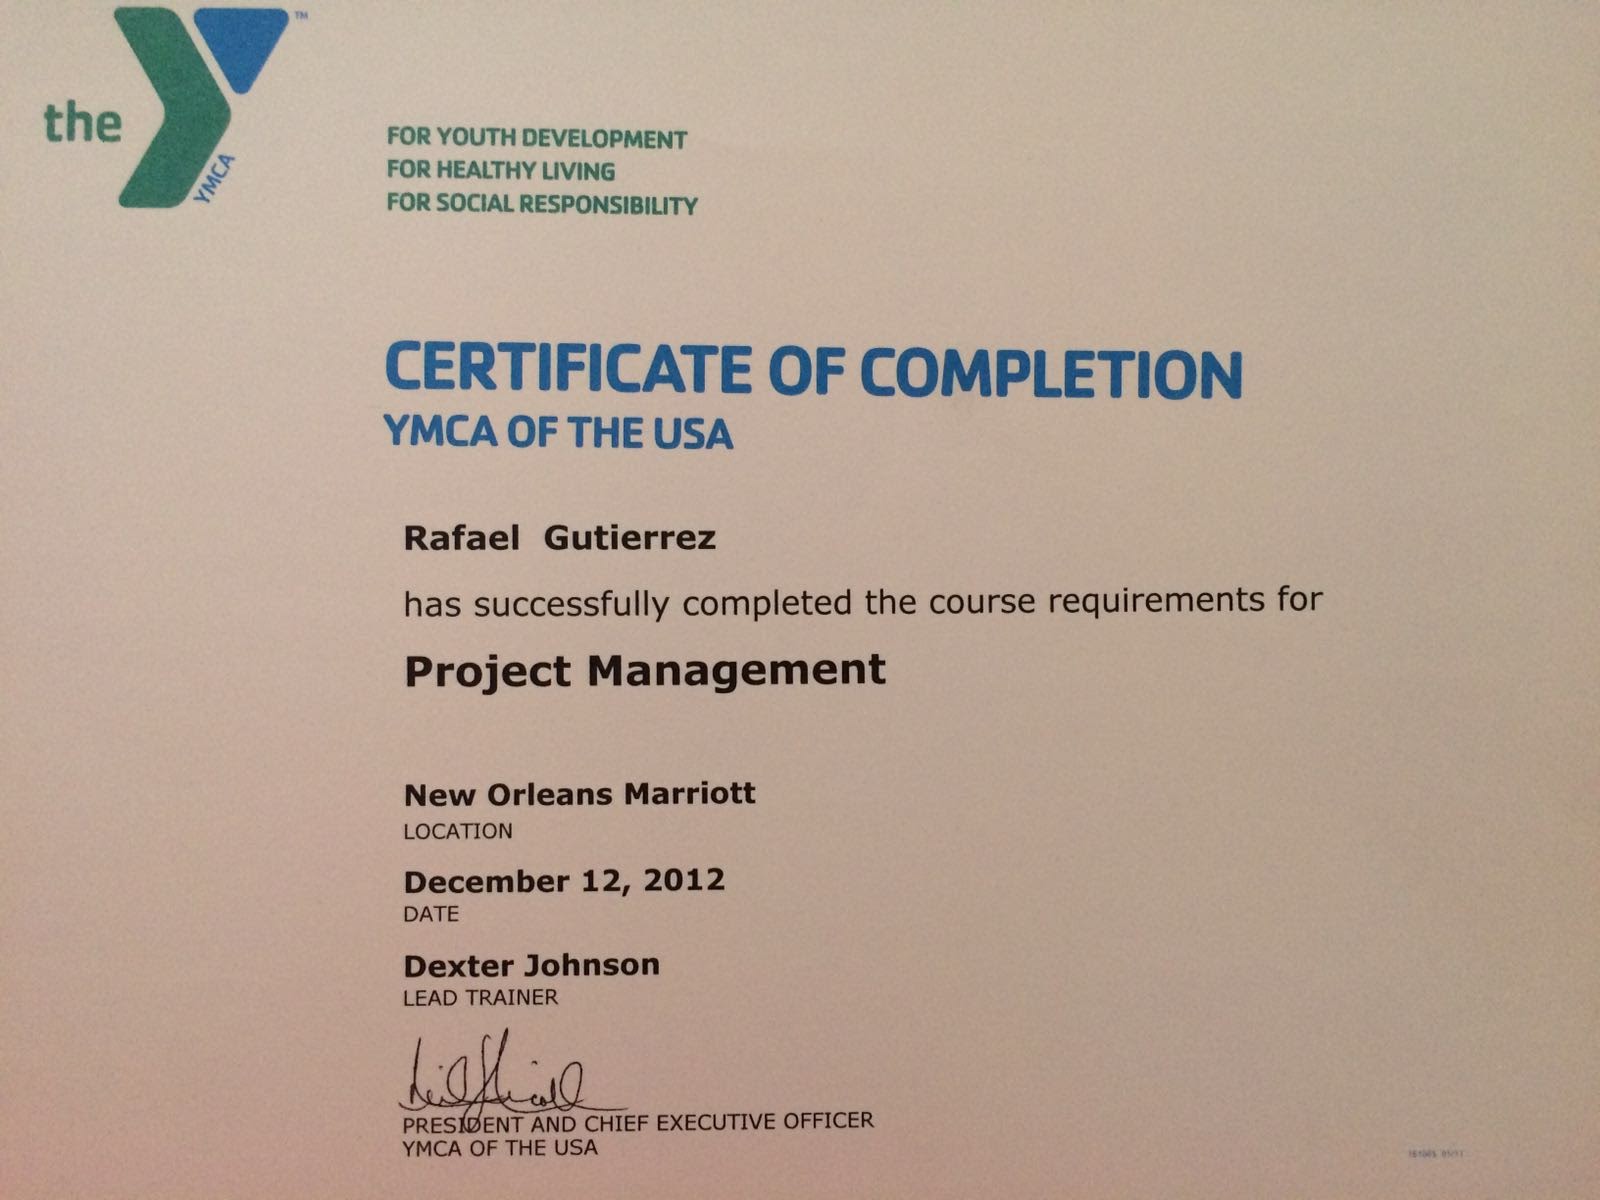 the
YMCA
™
FOR YOUTH DEVELOPMENT
FOR HEALTHY LIVING
FOR SOCIAL RESPONSIBILITY
CERTIFICATE OF COMPLETION
YMCA OF THE USA
Rafael Gutierrez
has successfully completed the course requirements for
Project Management
New Orleans Marriott
LOCATION
December 12, 2012
DATE
Dexter Johnson
LEAD TRAINER
PRESIDENT AND CHIEF EXECUTIVE OFFICER
YMCA OF THE USA